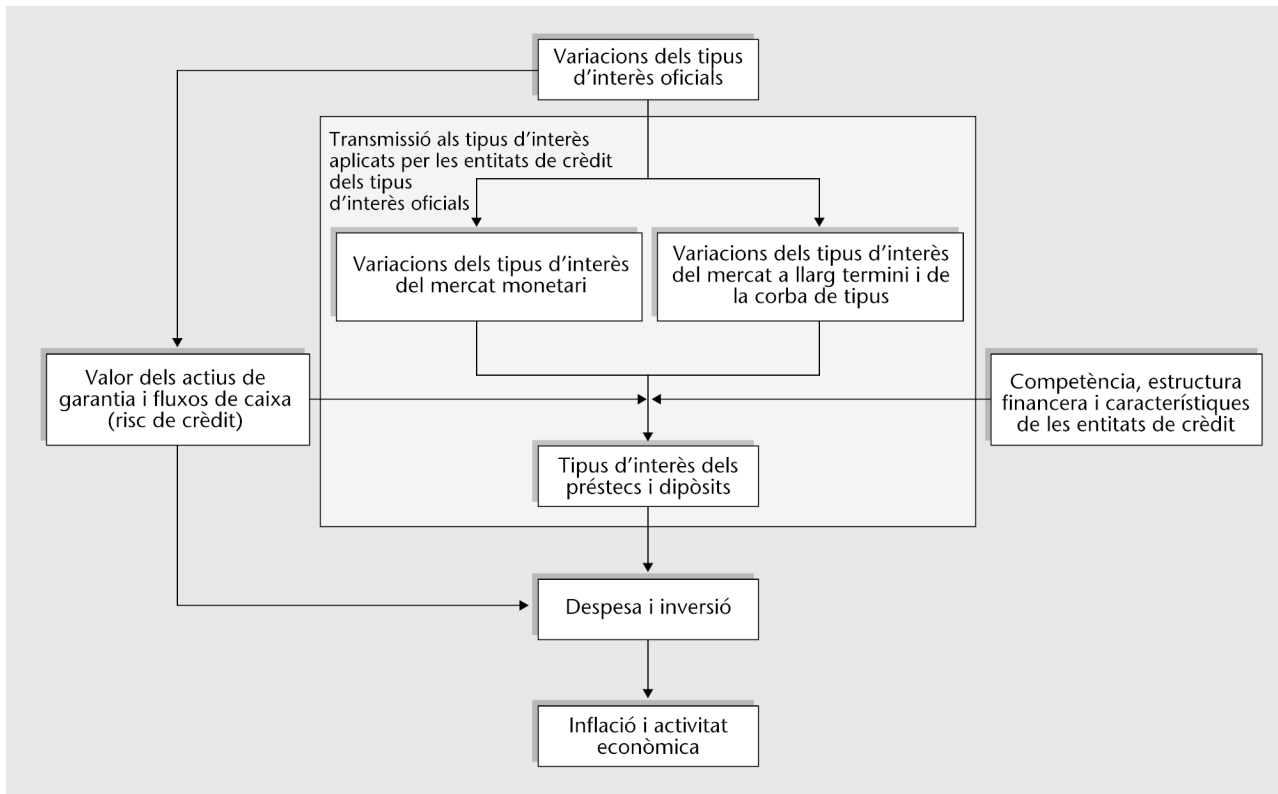 Variacions dels tipus
d’interès oficials
Transmissió als tipus d’interès
aplicats per les entitats de crèdit
dels tipus
d’interès oficials
Variacions dels tipus d’interès
del mercat monetari
Variacions dels tipus d’interès
del mercat a llarg termini i de
la corba de tipus
Valor dels actius de
garantia i fluxos de caixa
(risc de crèdit)
Competència, estructura
financera i característiques
de les entitats de crèdit
Tipus d’interès dels
préstecs i dipòsits
Despesa i inversió
Inflació i activitat
econòmica